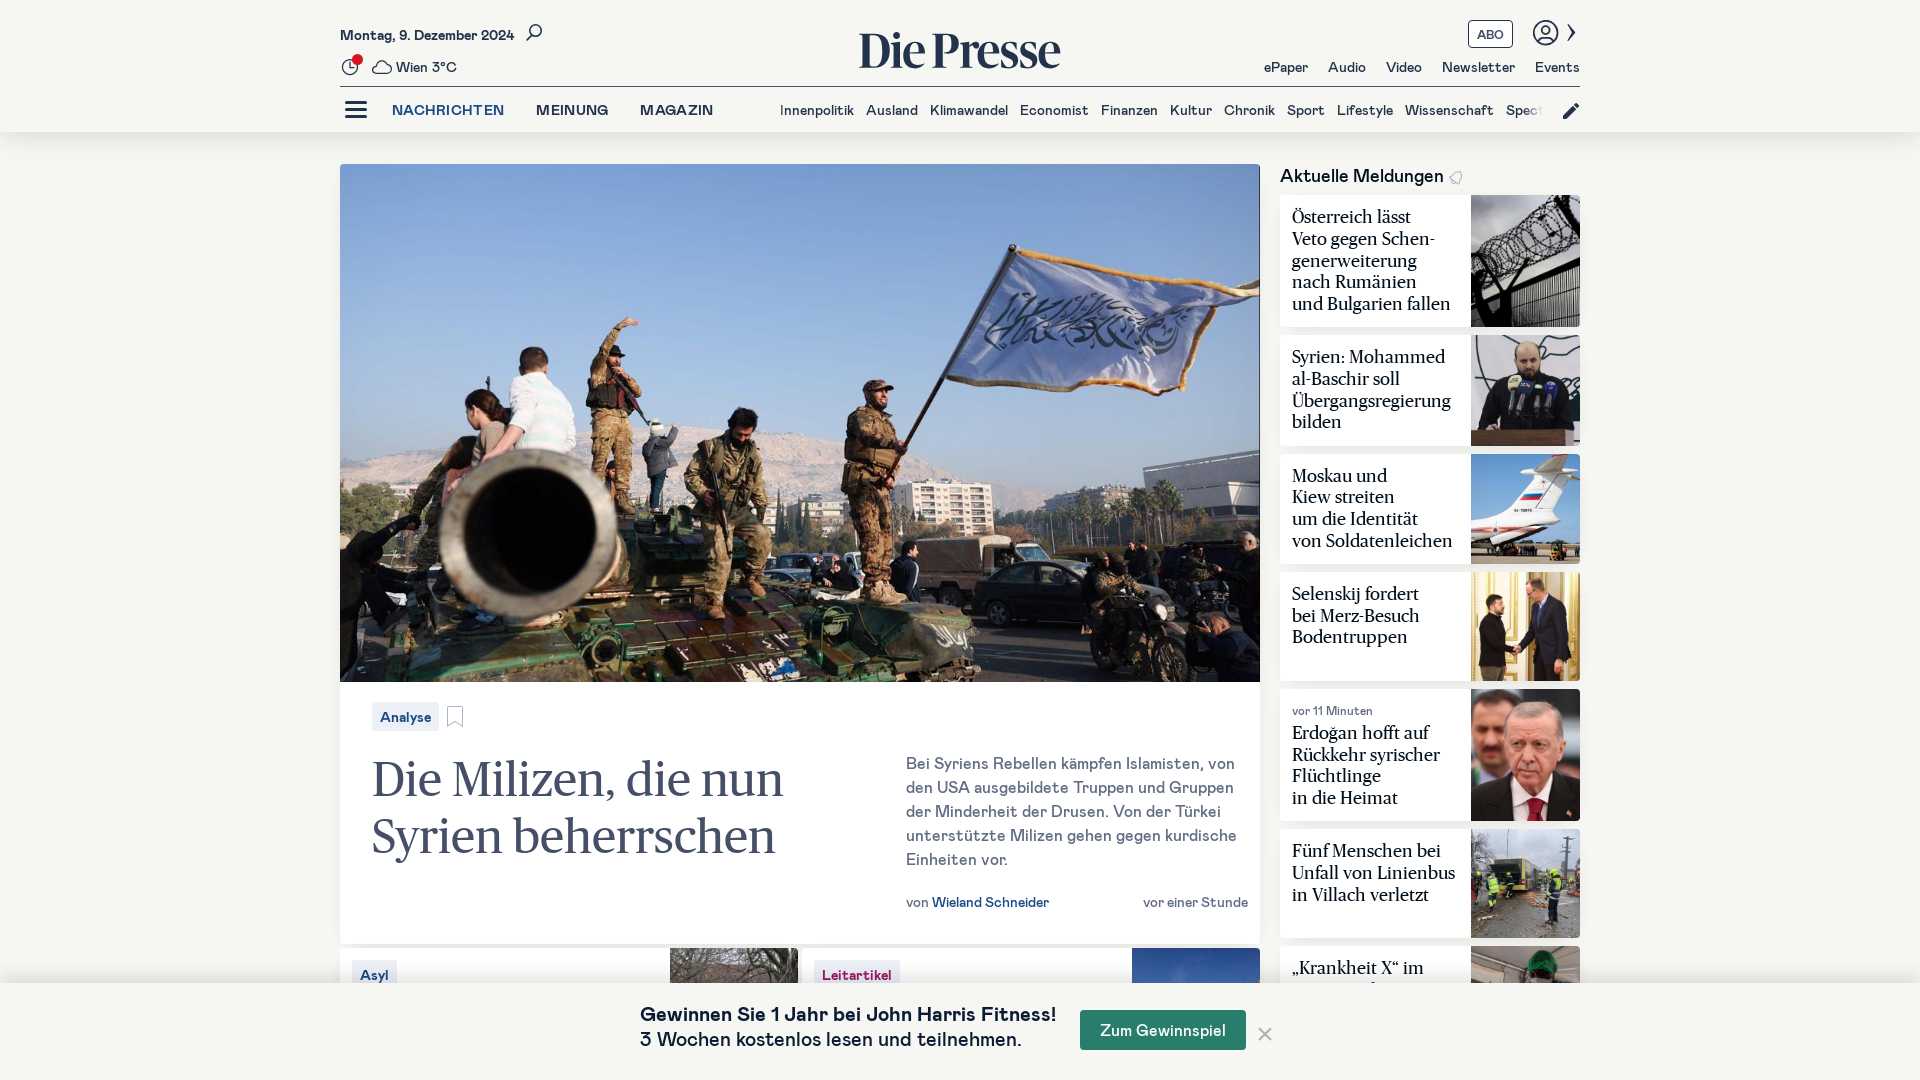 Montag, 9. Dezember 2024
Wien 3°C
Die Presse
ABO
ePaper Audio Video Newsletter Events
NACHRICHTEN MEINUNG MAGAZIN
Innenpolitik Ausland Klimawandel Economist Finanzen Kultur Chronik Sport Lifestyle Wissenschaft Spect
Analyse
Die Milizen, die nun
Syrien beherrschen
Bei Syriens Rebellen kämpfen Islamisten, von
den USA ausgebildete Truppen und Gruppen
der Minderheit der Drusen. Von der Türkei
unterstützte Milizen gehen gegen kurdische
Einheiten vor.
von Wieland Schneider
vor einer Stunde
Asyl
Leitartikel
Aktuelle Meldungen
Österreich lässt
Veto gegen Schen-
generweiterung
nach Rumänien
und Bulgarien fallen
Syrien: Mohammed
al-Baschir soll
Übergangsregierung
bilden
Moskau und
Kiew streiten
um die Identität
von Soldatenleichen
Selenskij fordert
bei Merz-Besuch
Bodentruppen
vor 11 Minuten
Erdoğan hofft auf
Rückkehr syrischer
Flüchtlinge
in die Heimat
Fünf Menschen bei
Unfall von Linienbus
in Villach verletzt
„Krankheit X“ im
Gewinnen Sie 1 Jahr bei John Harris Fitness!
3 Wochen kostenlos lesen und teilnehmen.
Zum Gewinnspiel